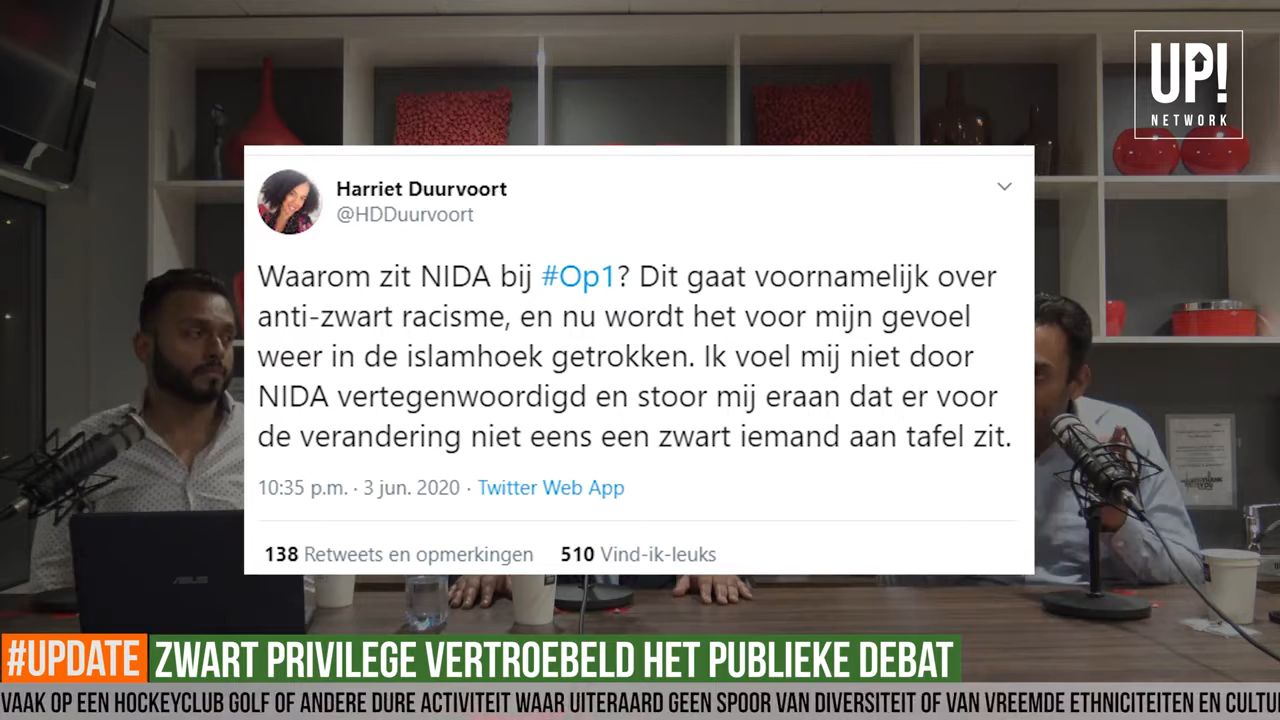 UP!
NETWORK
Harriet Duurvoort
@HDDuurvoort
Waarom zit NIDA bij #Op1? Dit gaat voornamelijk over
anti-zwart racisme, en nu wordt het voor mijn gevoel
weer in de islamhoek getrokken. Ik voel mij niet door
NIDA vertegenwoordigd en stoor mij eraan dat er voor
de verandering niet eens een zwart iemand aan tafel zit.
10:35 p.m. · 3 jun. 2020 · Twitter Web App
138 Retweets en opmerkingen 510 Vind-ik-leuks
ASUS
#UPDATE ZWART PRIVILEGE VERTROEBELD HET PUBLIEKE DEBAT
VAAK OP EEN HOCKEYCLUB GOLF OF ANDERE DURE ACTIVITEIT WAAR UITERAARD GEEN SPOOR VAN DIVERSITEIT OF VAN VREEMDE ETHNICITEITEN EN CULTU